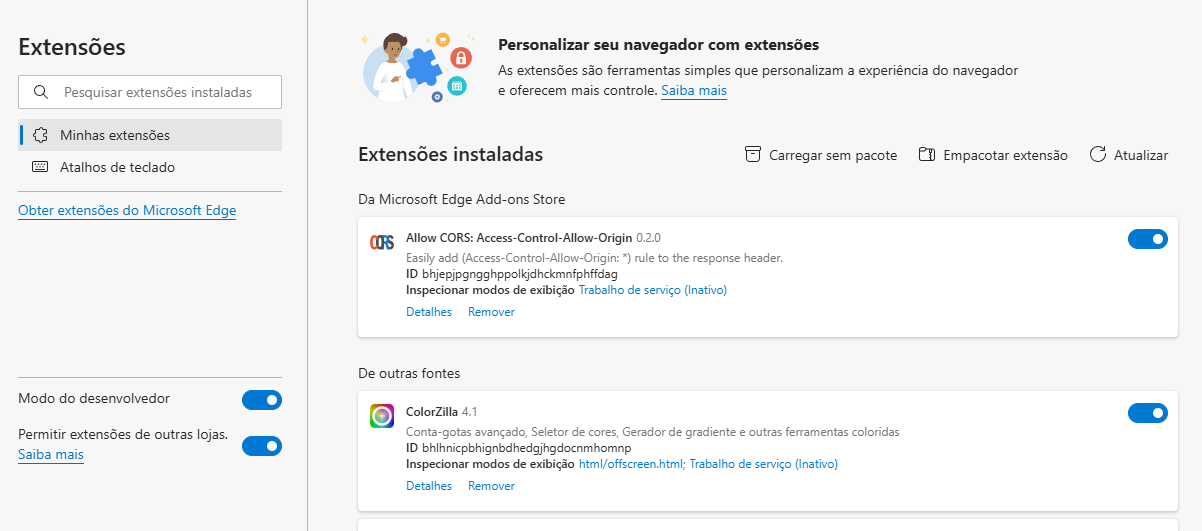 Extensões
Pesquisar extensões instaladas
Minhas extensões
Atalhos de teclado
Obter extensões do Microsoft Edge
Modo do desenvolvedor
Permitir extensões de outras lojas.
Saiba mais
Personalizar seu navegador com extensões
As extensões são ferramentas simples que personalizam a experiência do navegador
e oferecem mais controle. Saiba mais
Extensões instaladas
Carregar sem pacote
Empacotar extensão
Atualizar
Da Microsoft Edge Add-ons Store
CORS
Allow CORS: Access-Control-Allow-Origin 0.2.0
Easily add (Access-Control-Allow-Origin: *) rule to the response header.
ID bhjepjpgngghppolkjdhckmnfphffdag
Inspecionar modos de exibição Trabalho de serviço (Inativo)
Detalhes Remover
De outras fontes
ColorZilla 4.1
Conta-gotas avançado, Seletor de cores, Gerador de gradiente e outras ferramentas coloridas
ID bhlhnicpbhignbdhedgjhgdocnmhomnp
Inspecionar modos de exibição html/offscreen.html; Trabalho de serviço (Inativo)
Detalhes Remover